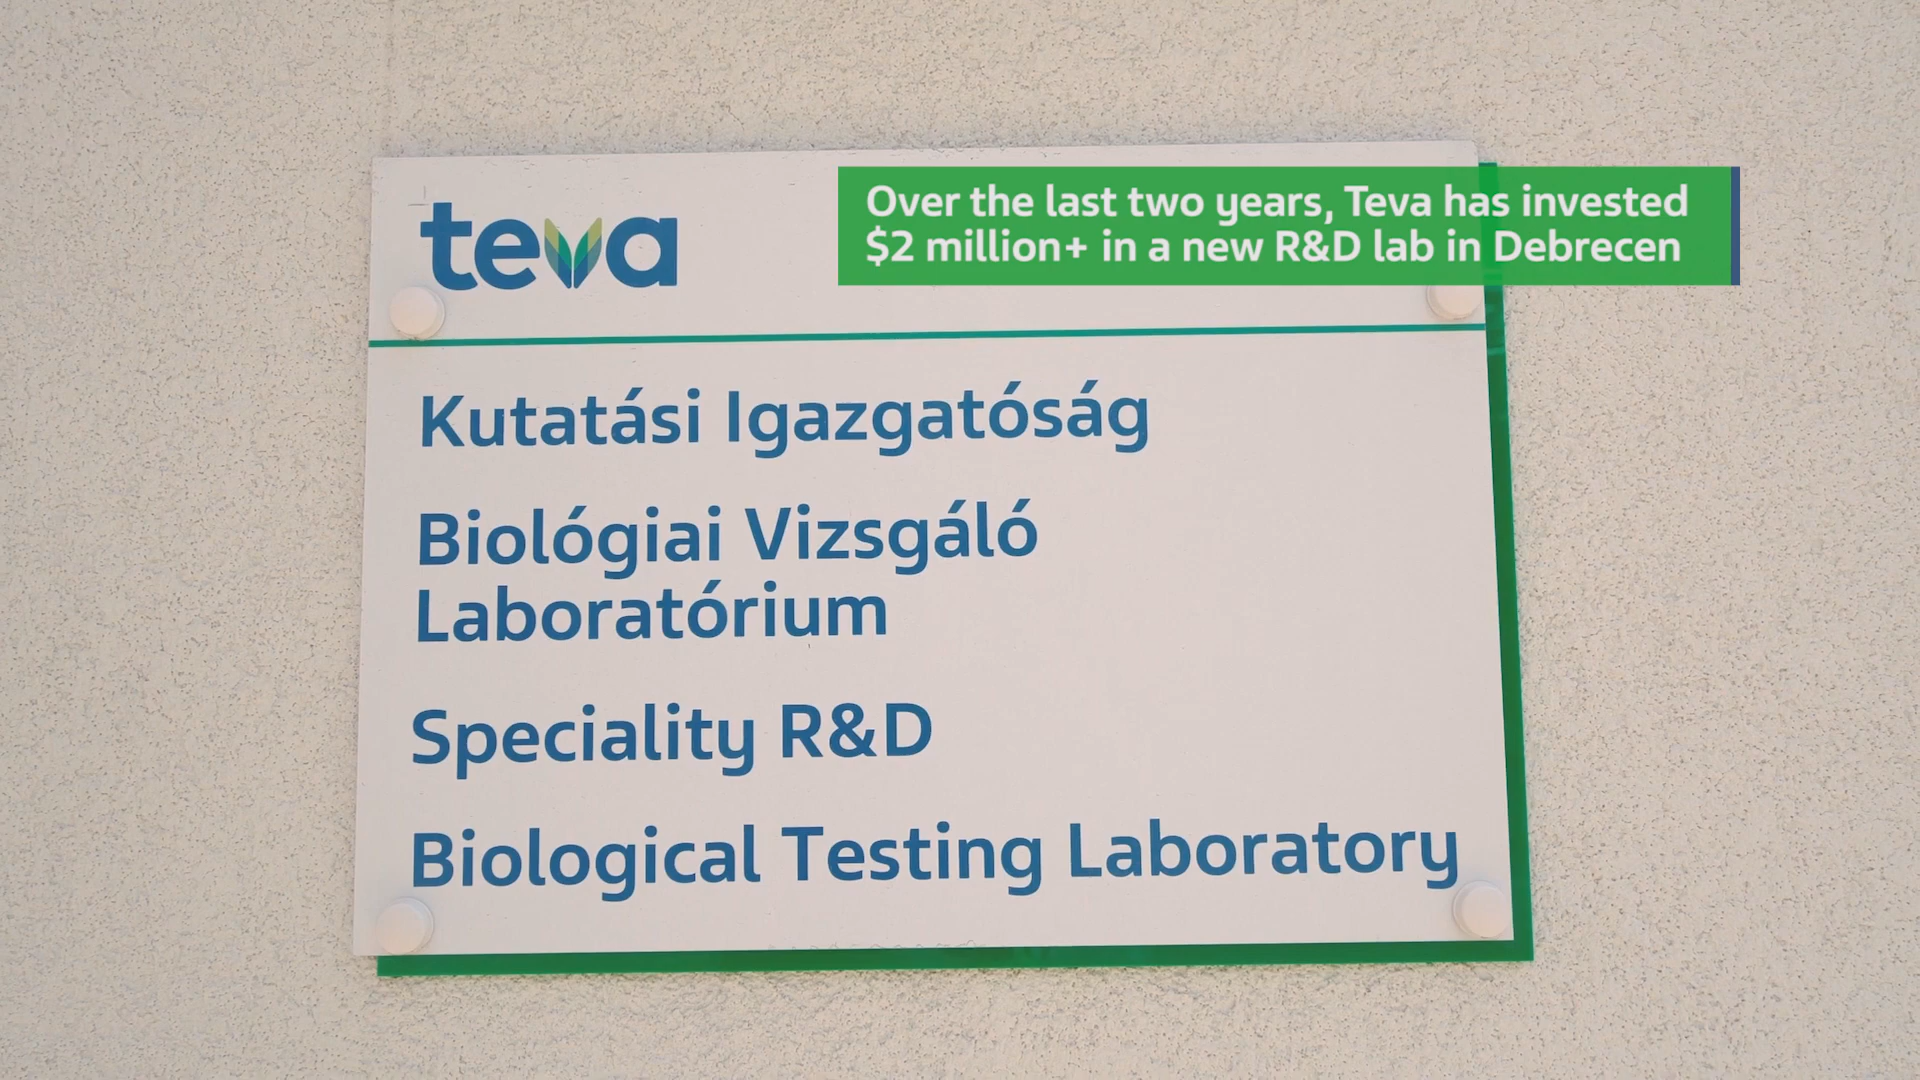 teva
Over the last two years, Teva has invested
$2 million+ in a new R&D lab in Debrecen
Kutatási Igazgatóság
Biológiai Vizsgáló
Laboratórium
Speciality R&D
Biological Testing Laboratory